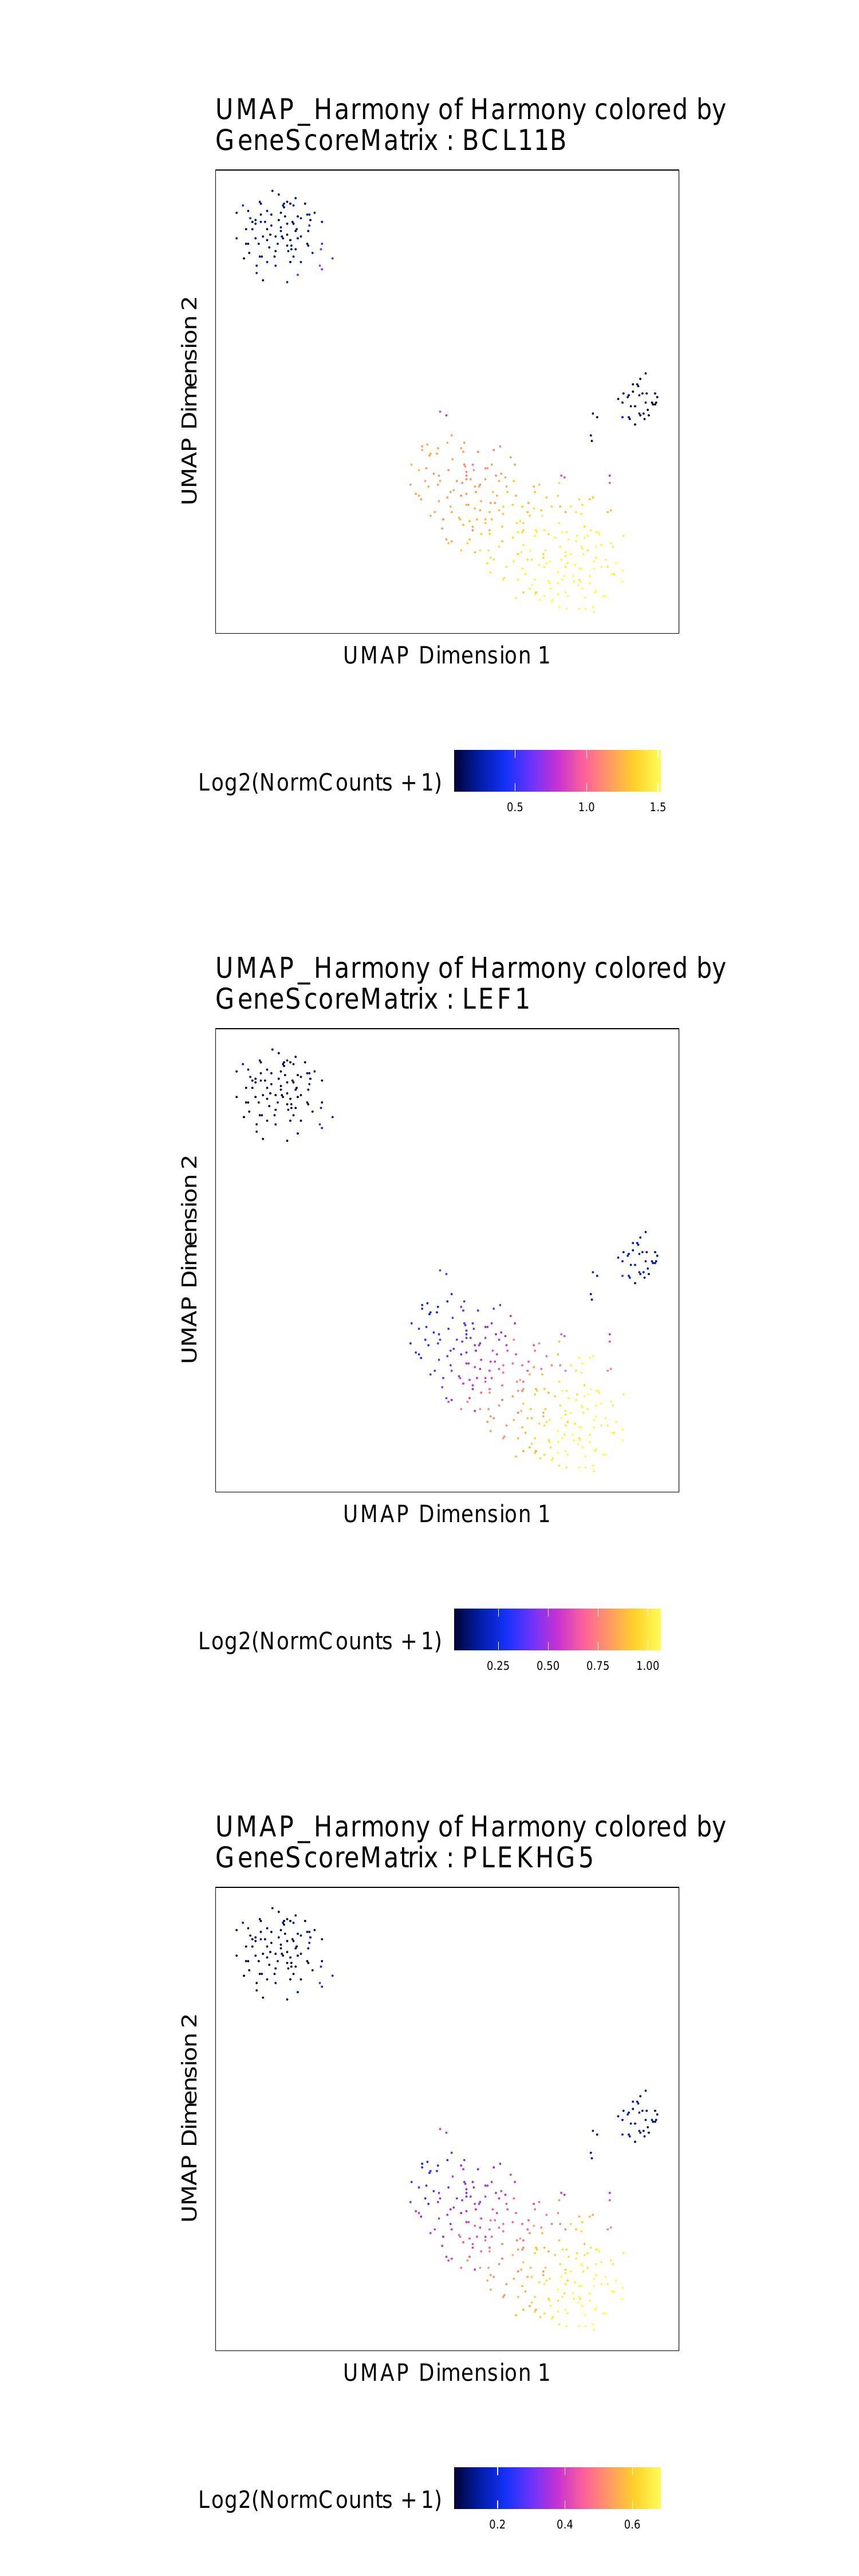 UMAP_Harmony of Harmony colored by
GeneScoreMatrix : BCL11B
UMAP Dimension 2
UMAP Dimension 1
Log2(NormCounts + 1)
0.5 1.0 1.5
UMAP_Harmony of Harmony colored by
GeneScoreMatrix : LEF1
UMAP Dimension 2
UMAP Dimension 1
Log2(NormCounts + 1)
0.25 0.50 0.75 1.00
UMAP_Harmony of Harmony colored by
GeneScoreMatrix : PLEKHG5
UMAP Dimension 2
UMAP Dimension 1
Log2(NormCounts + 1)
0.2 0.4 0.6